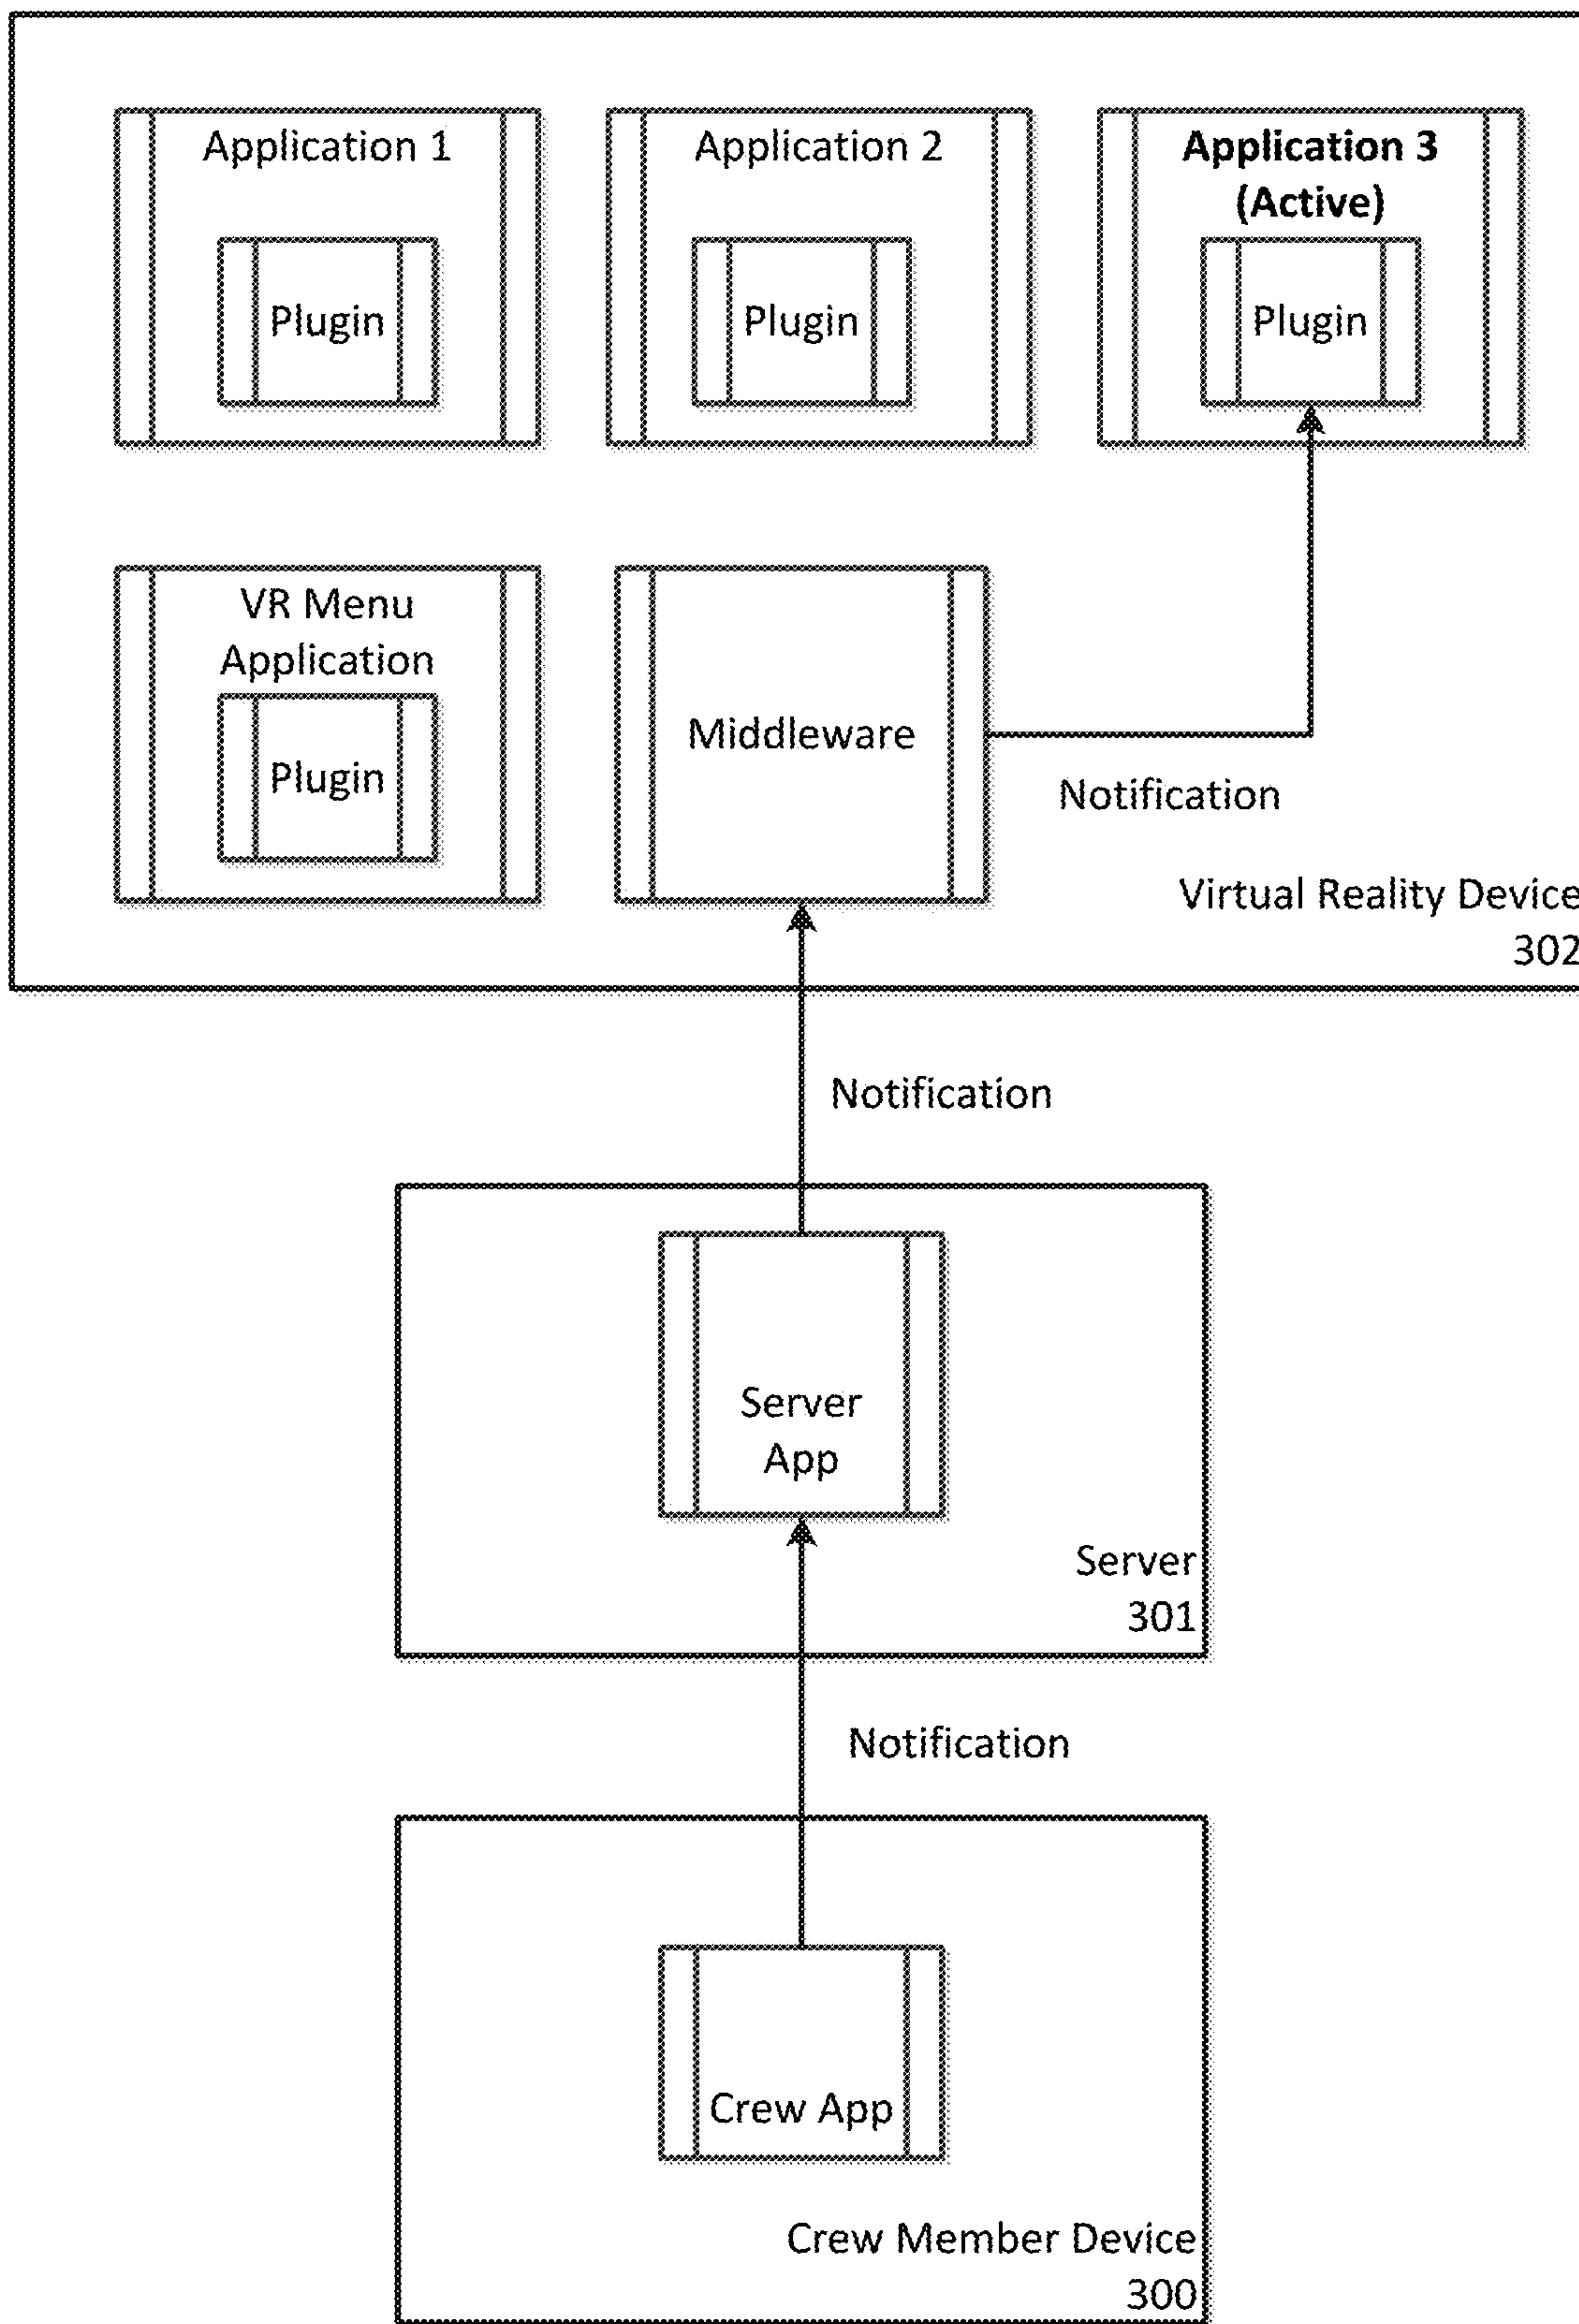 Application 1
Application 2
Application 3
(Active)
Plugin
Plugin
Plugin
VR Menu
Application
Plugin
Middleware
Notification
Virtual Reality Device
302
Notification
Server
App
Server
301
Notification
Crew App
Crew Member Device
300